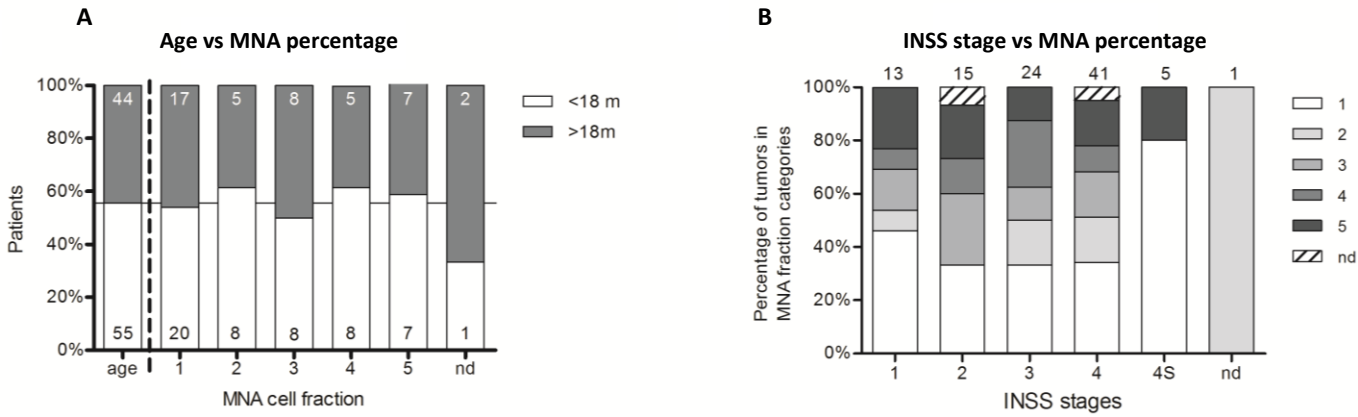 A
Age vs MNA percentage
100%
80%
60%
40%
20%
0%
Patients
44 17 5 8 5 7 2
55 20 8 8 8 7 1
age 1 2 3 4 5 nd
MNA cell fraction
<18 m
>18m
B
INSS stage vs MNA percentage
13 15 24 41 5 1
100%
80%
60%
40%
20%
0%
Percentage of tumors in
MNA fraction categories
1 2 3 4 4S nd
INSS stages
1
2
3
4
5
nd